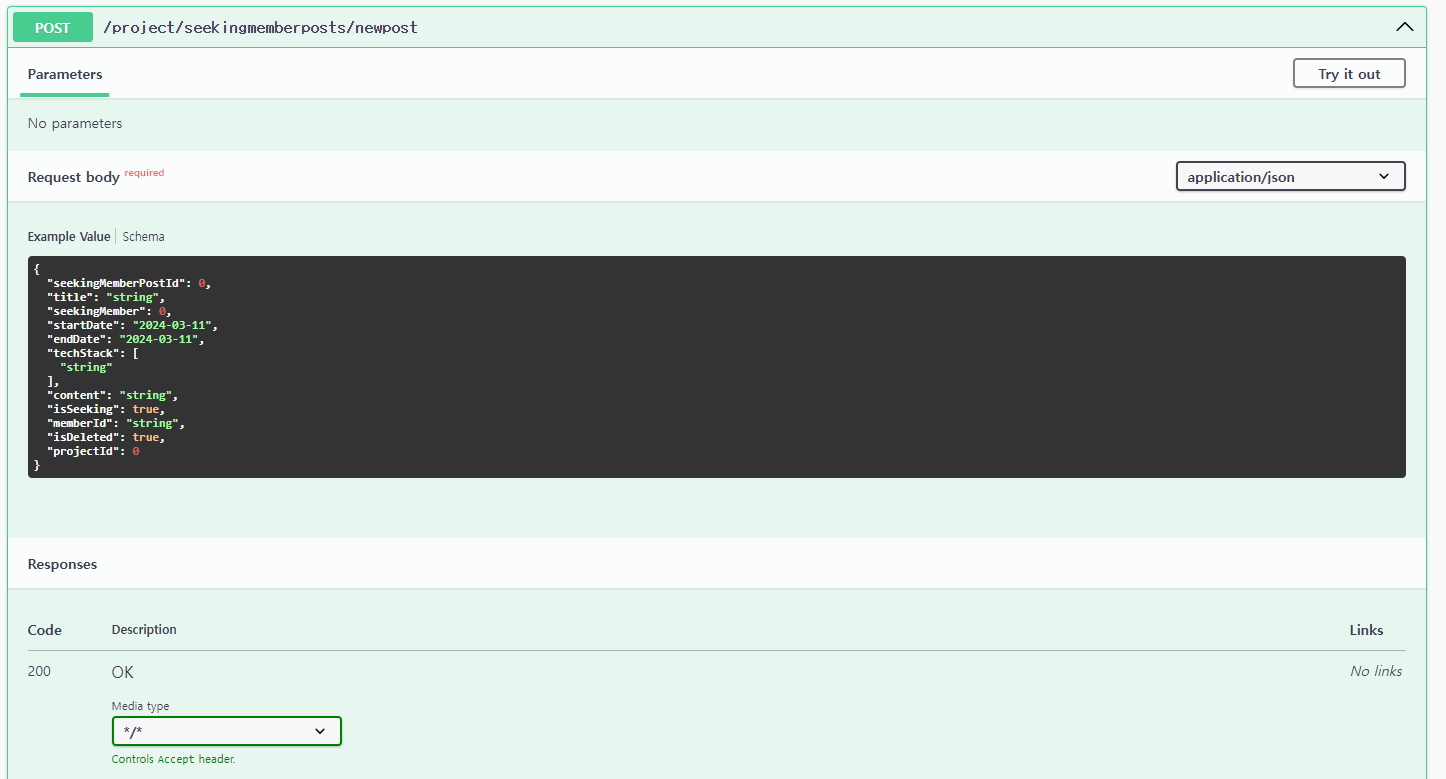 POST /project/seekingmemberposts/newpost
Parameters
Try it out
No parameters
Request body required
application/json
Example Value | Schema
{
  "seekingMemberPostId": 0,
  "title": "string",
  "seekingMember": 0,
  "startDate": "2024-03-11",
  "endDate": "2024-03-11",
  "techStack": [
    "string"
  ],
  "content": "string",
  "isSeeking": true,
  "memberId": "string",
  "isDeleted": true,
  "projectId": 0
}
Responses
Code Description Links
200 OK No links
Media type
*/*
Controls Accept header.